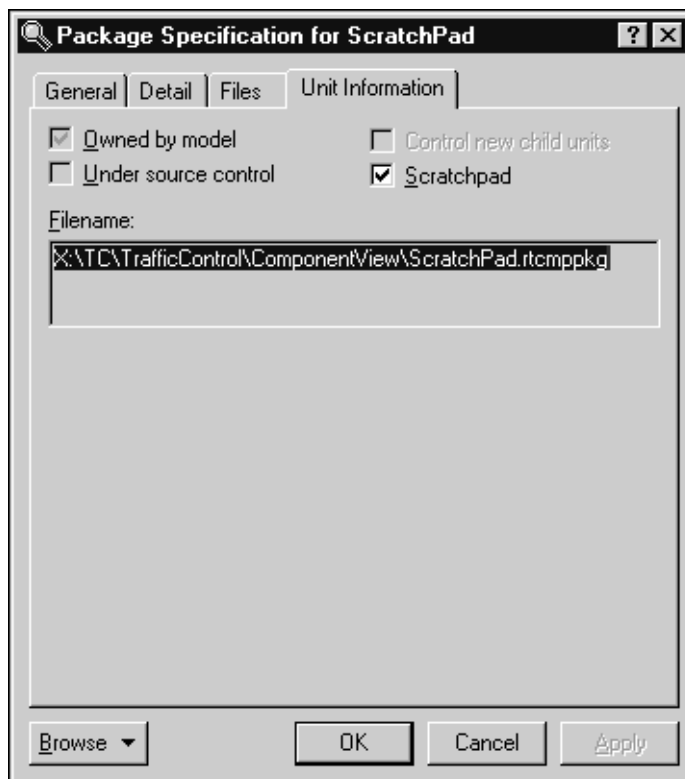 Package Specification for ScratchPad
General Detail Files Unit Information
Owned by model Control new child units
Under source control Scratchpad
Filename:
X:\TC\TrafficControl\ComponentView\ScratchPad.rtcmppkg
Browse OK Cancel Apply